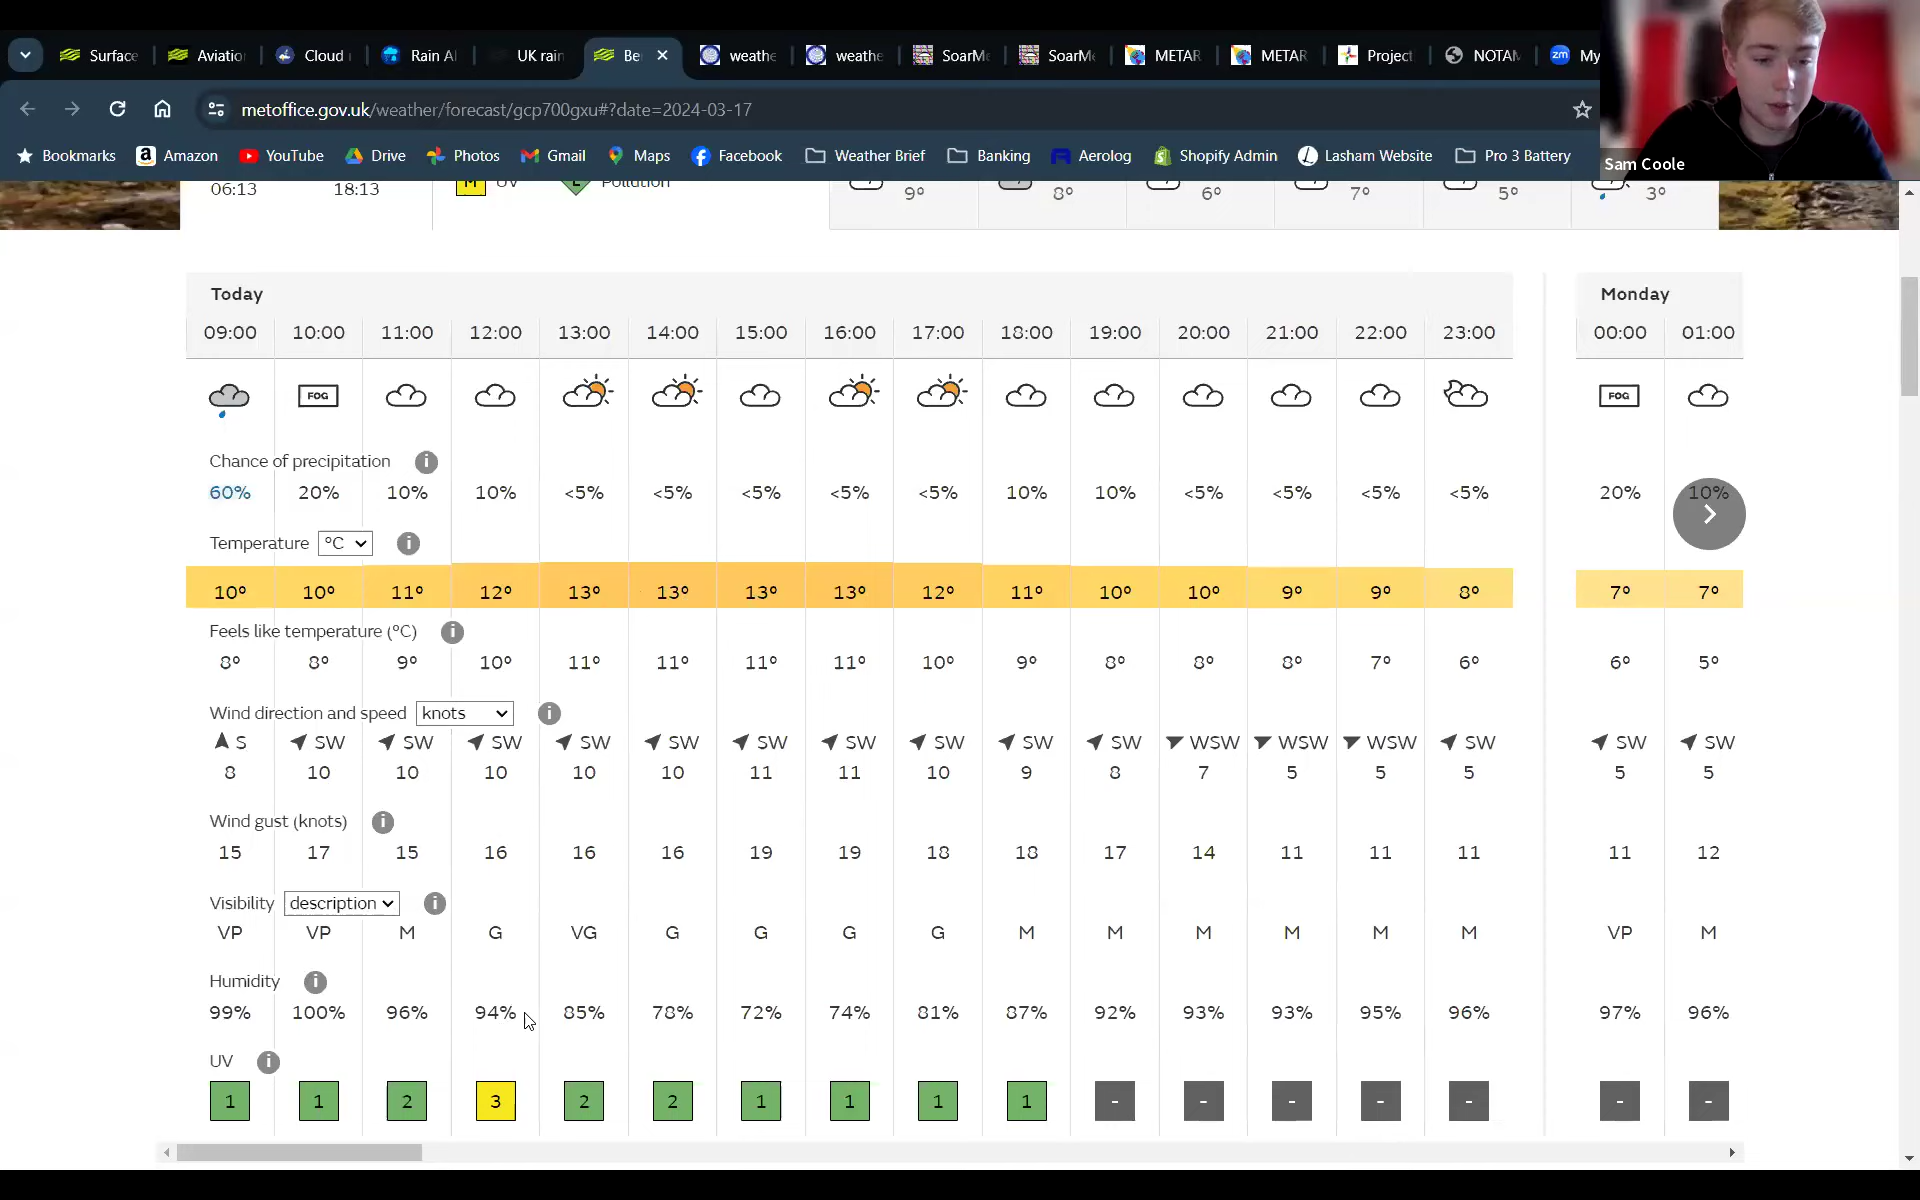 Surface
Aviatio
Cloud
Rain Al
UK rain
Be
weathe
weathe
SoarMe
SoarMe
METAR
METAR
Project
NOTAM
zm
My
metoffice.gov.uk/weather/forecast/gcp700gxu#?date=2024-03-17
Bookmarks
a Amazon
YouTube
Drive
Photos
Gmail
Maps
Facebook
Weather Brief
Banking
Aerolog
Shopify Admin
Lasham Website
Pro 3 Battery
Sam Coole
06:13 18:13 M UV L Pollution 9° 8° 6° 7° 5° 3°
Today Monday
09:00 10:00 11:00 12:00 13:00 14:00 15:00 16:00 17:00 18:00 19:00 20:00 21:00 22:00 23:00 00:00 01:00
FOG FOG
Chance of precipitation i
60% 20% 10% 10% <5% <5% <5% <5% <5% 10% 10% <5% <5% <5% <5% 20% 10%
Temperature °C i
10° 10° 11° 12° 13° 13° 13° 13° 12° 11° 10° 10° 9° 9° 8° 7° 7°
Feels like temperature (°C) i
8° 8° 9° 10° 11° 11° 11° 11° 10° 9° 8° 8° 8° 7° 6° 6° 5°
Wind direction and speed knots i
S SW SW SW SW SW SW SW SW SW SW WSW WSW WSW SW SW SW
8 10 10 10 10 10 11 11 10 9 8 7 5 5 5 5 5
Wind gust (knots) i
15 17 15 16 16 16 19 19 18 18 17 14 11 11 11 11 12
Visibility description i
VP VP M G VG G G G G M M M M M M VP M
Humidity i
99% 100% 96% 94% 85% 78% 72% 74% 81% 87% 92% 93% 93% 95% 96% 97% 96%
UV i
1 1 2 3 2 2 1 1 1 1 - - - - - - -